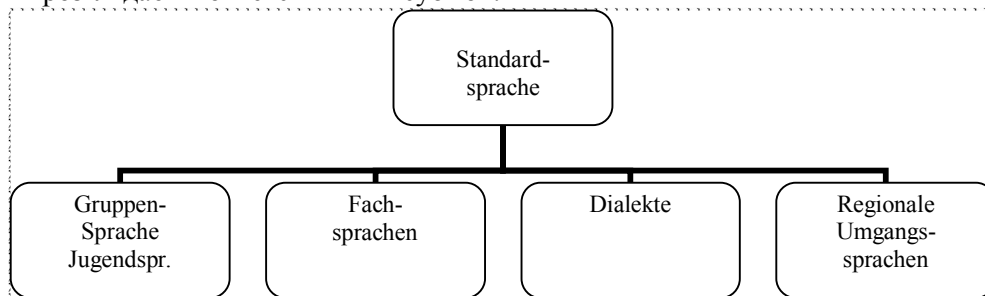 Standard-
sprache
Gruppen-
Sprache
Jugendspr.
Fach-
sprachen
Dialekte
Regionale
Umgangs-
sprachen